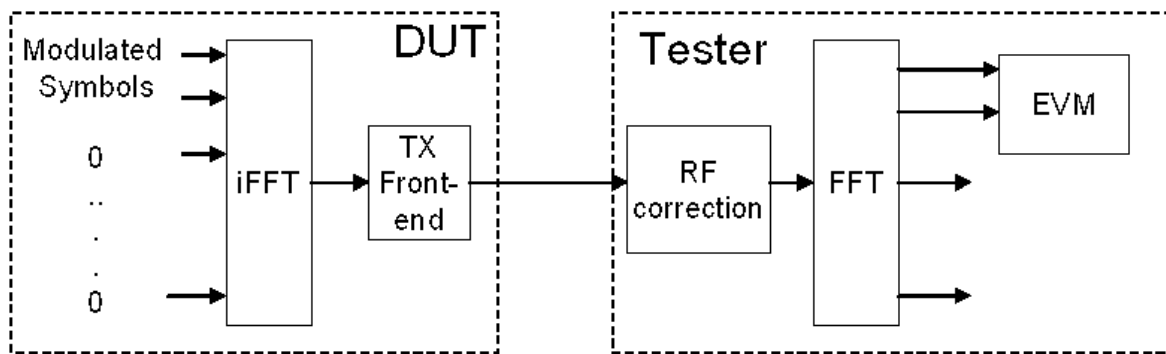 DUT
Modulated
Symbols
0
..
.
.
0
iFFT
TX
Front-
end
Tester
RF
correction
FFT
EVM